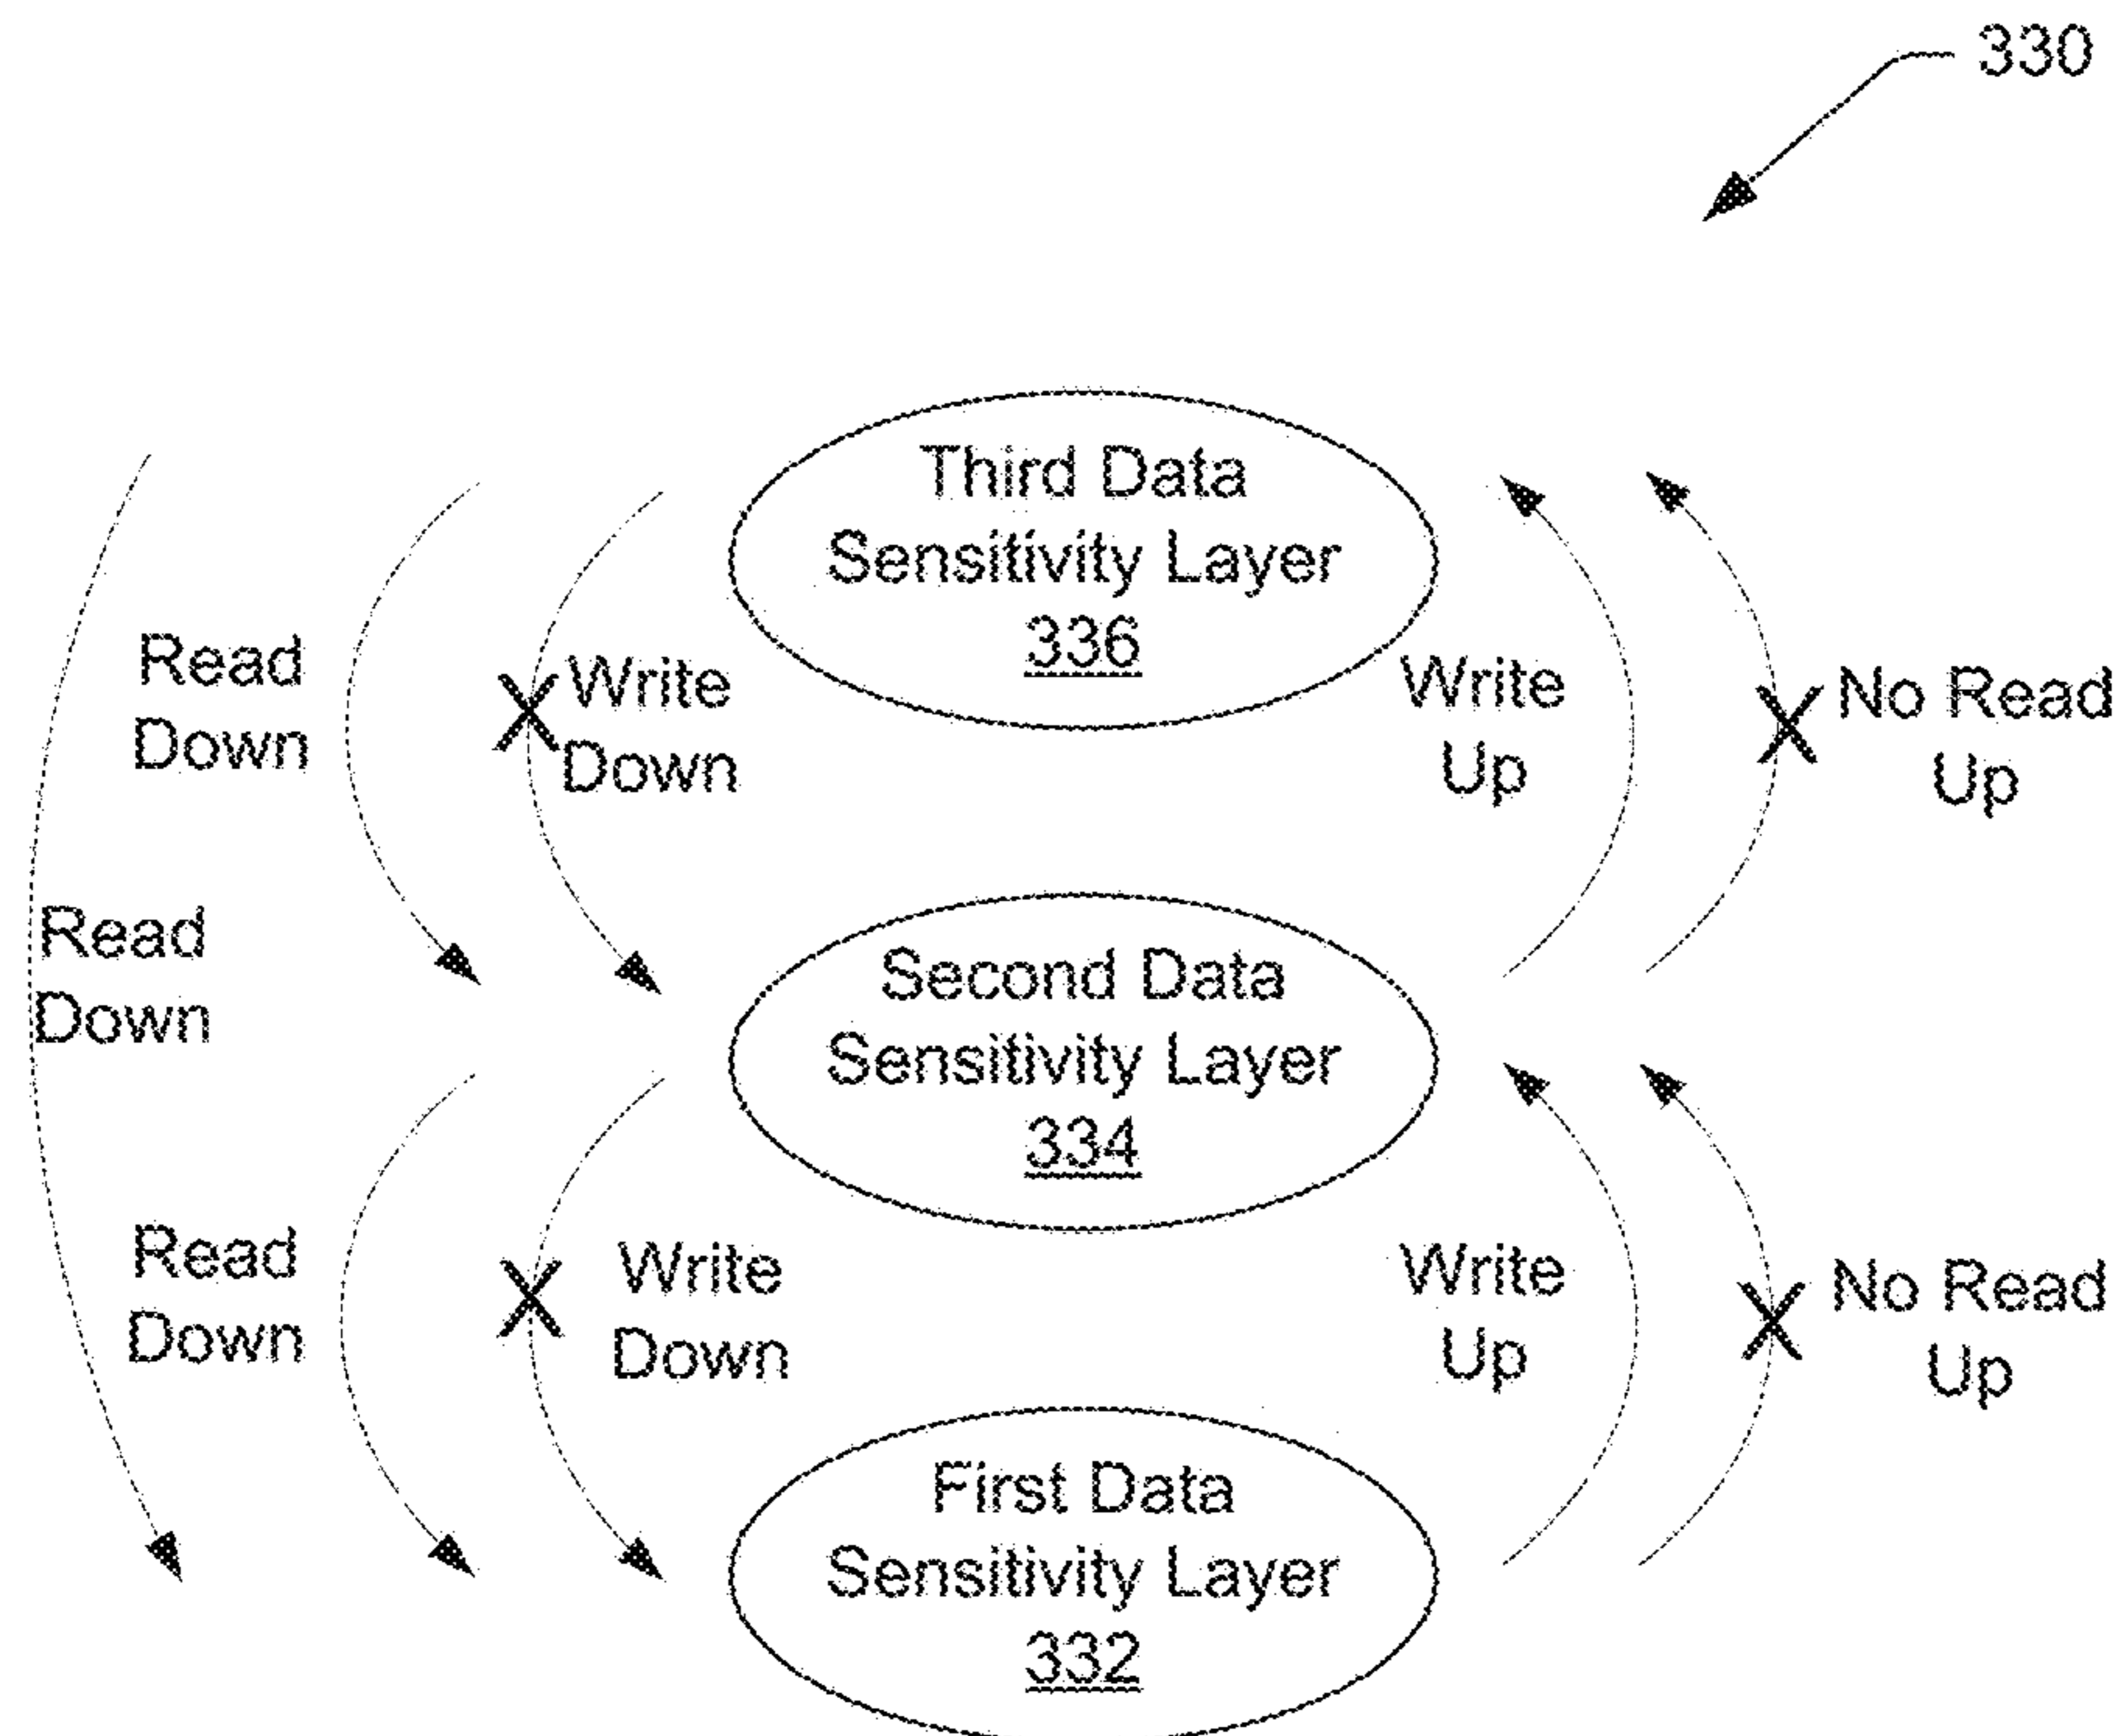 330
Third Data
Sensitivity Layer
336
Read
Down
Write
Down
Write
Up
No Read
Up
Read
Down
Second Data
Sensitivity Layer
334
Read
Down
Write
Down
Write
Up
No Read
Up
First Data
Sensitivity Layer
332